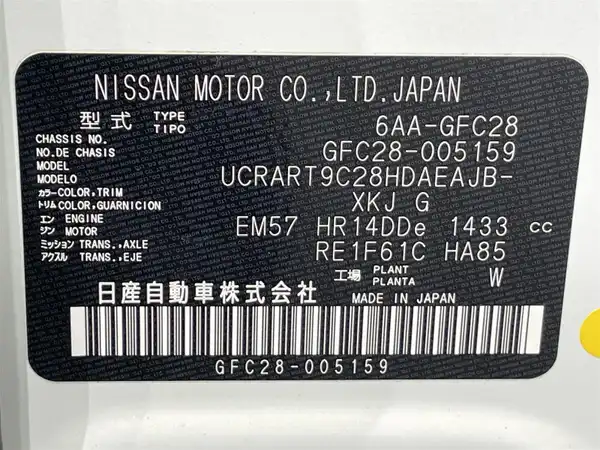 NISSAN MOTOR CO.,LTD.JAPAN
型式 TYPE TIPO 6AA-GFC28
CHASSIS NO. NO.DE CHASIS GFC28-005159
MODEL MODELO UCRART9C28HDAEAJB-
カラー COLOR,TRIM トリム COLOR,GUARNICION XKJ G
エン ENGINE ジン MOTOR EM57 HR14DDe 1433 cc
ミッション TRANS.,AXLE アクスル TRANS.,EJE RE1F61C HA85
工場 PLANT PLANTA W
日産自動車株式会社 MADE IN JAPAN
GFC28-005159